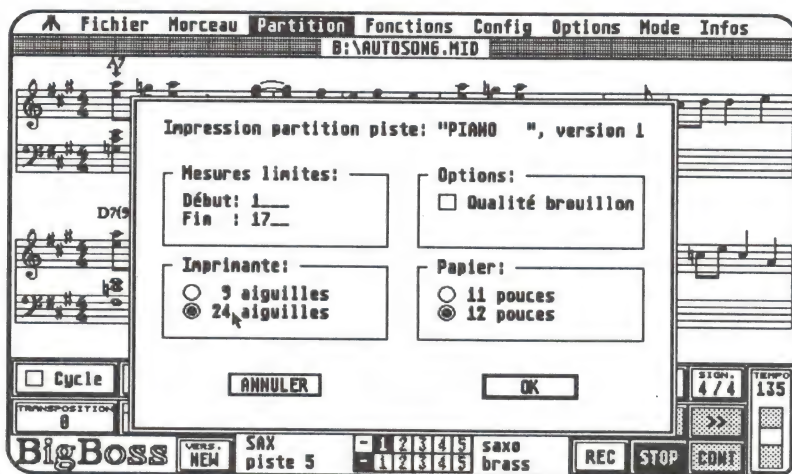 Fichier Morceau Partition Fonctions Config Options Mode Infos
B:\AUTOSONG.MID
A7
Impression partition piste: "PIANO   ", version 1
Mesures limites:
Début: 1___
Fin  : 17__
Options:
Qualité brouillon
D7(9
Imprimante:
9 aiguilles
24 aiguilles
Papier:
11 pouces
12 pouces
ANNULER
OK
Cycle
SIGN.
4/4
TEMPO
135
TRANSPOSITION
0
>>
BigBoss
VERS.
NEW
SAX
piste 5
- 1 2 3 4 5
saxo
- 1 2 3 4 5
brass
REC
STOP
CONT